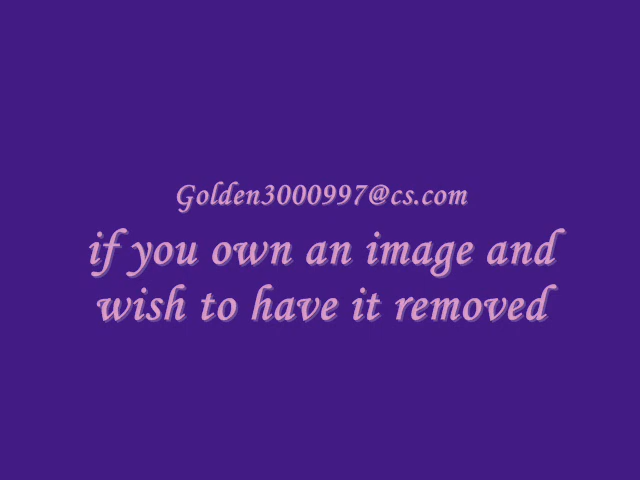 Golden3000997@cs.com
if you own an image and
wish to have it removed